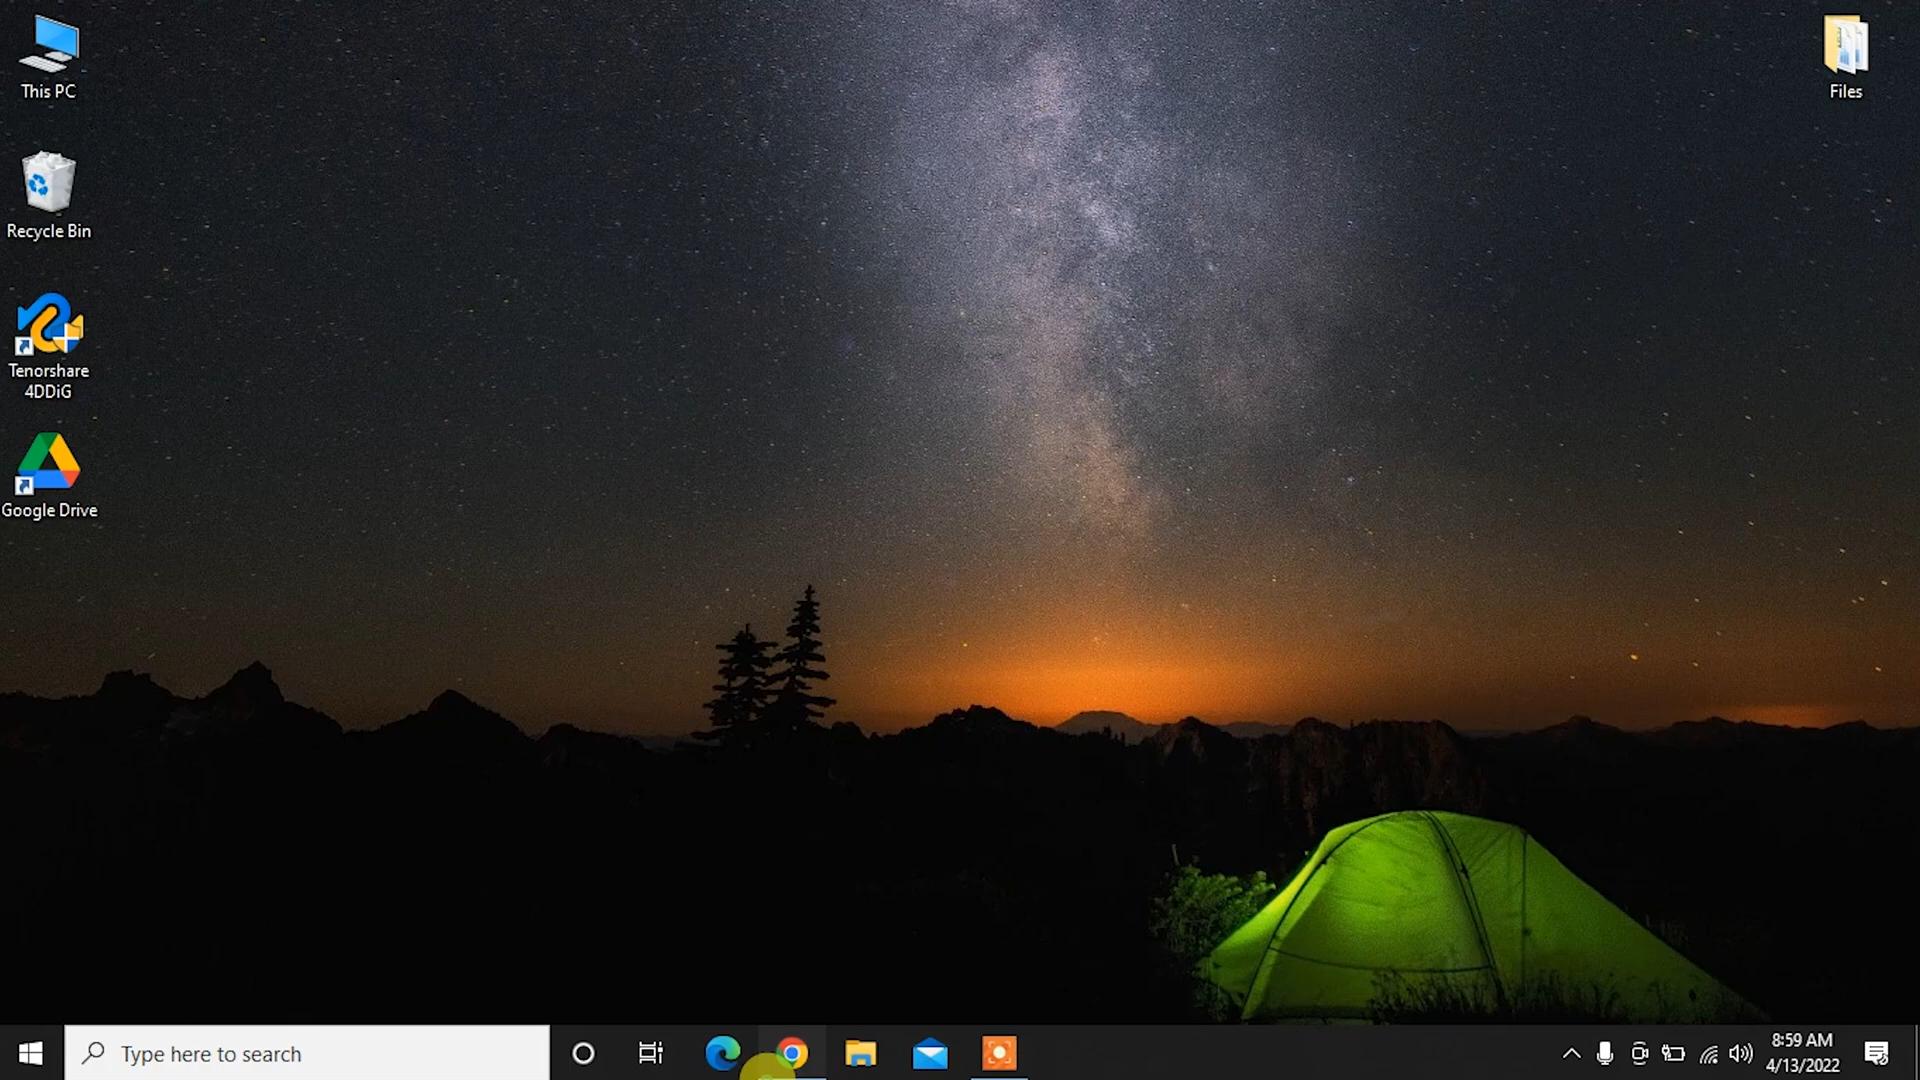 This PC
Files
Recycle Bin
Tenorshare
4DDiG
Google Drive
Type here to search
8:59 AM
4/13/2022